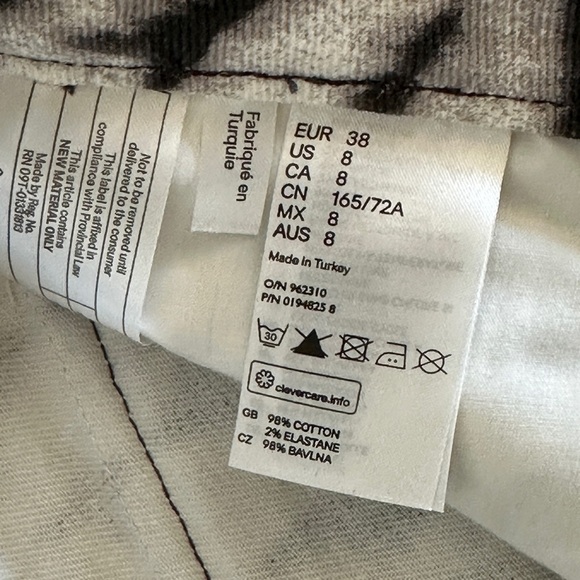 Not to be removed until
delivered to the consumer
This label is affixed in
compliance with Provincial Law
This article contains
NEW MATERIAL ONLY
Made by Reg. No.
Fabriqué en
Turquie
EUR 38
US 8
CA 8
CN 165/72A
MX 8
AUS 8
Made in Turkey
O/N 962310
P/N 0194825 8
30
clevercare.info
GB 98% COTTON
2% ELASTANE
CZ 98% BAVLNA